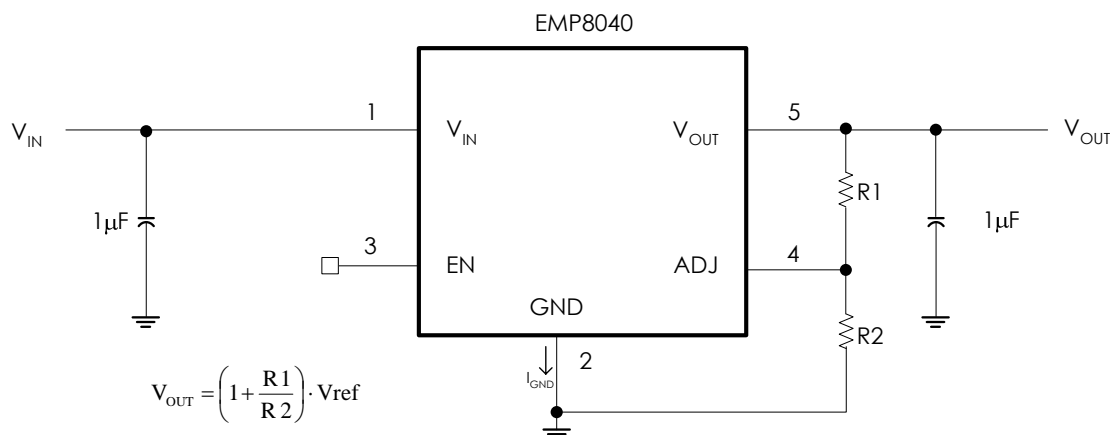 EMP8040
1
5
V_IN
V_IN
V_OUT
V_OUT
R1
1μF
1μF
3
4
EN
ADJ
GND
R2
2
I_GND
V_OUT = (1 + R1/R2) · Vref